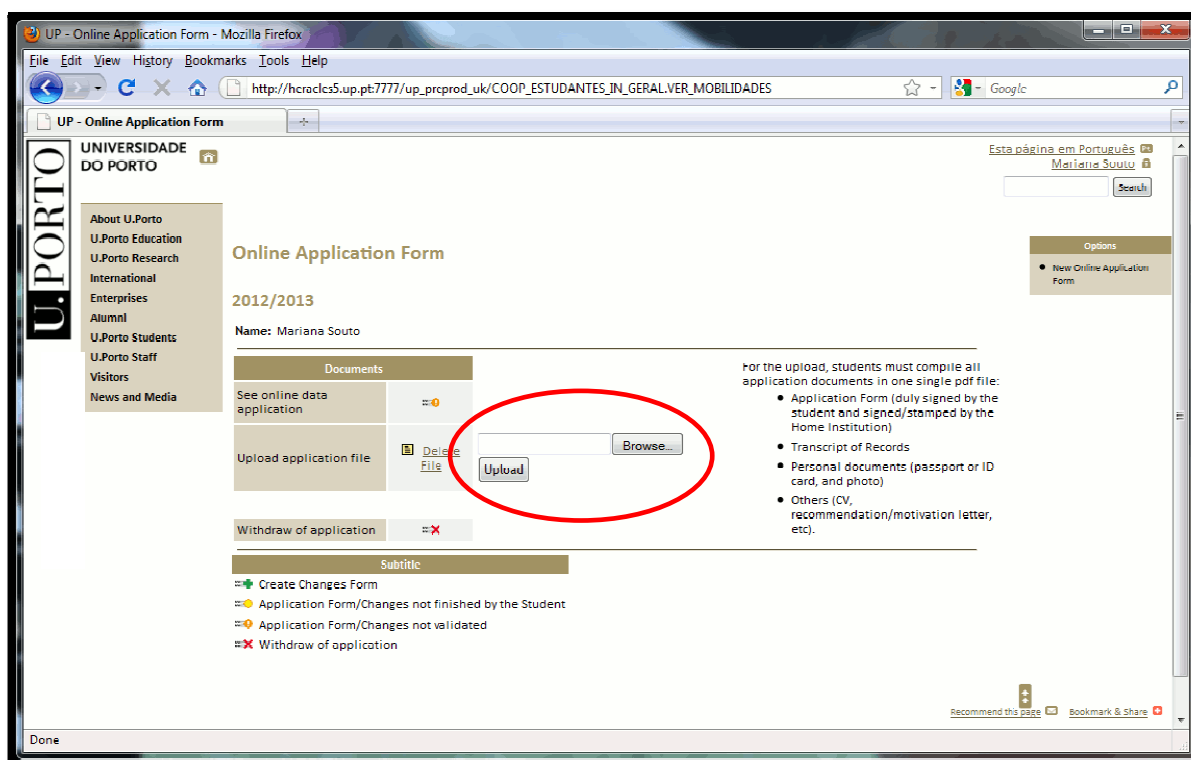 UP - Online Application Form - Mozilla Firefox
File Edit View History Bookmarks Tools Help
http://heracles5.up.pt:7777/up_preprod_uk/COOP_ESTUDANTES_IN_GERAL.VER_MOBILIDADES
Google
UP - Online Application Form
U.PORTO
UNIVERSIDADE
DO PORTO
Esta página em Português
Mariana Souto
Search
About U.Porto
U.Porto Education
U.Porto Research
International
Enterprises
Alumni
U.Porto Students
U.Porto Staff
Visitors
News and Media
Online Application Form
2012/2013
Name: Mariana Souto
Options
New Online Application
Form
Documents
See online data
application
Upload application file
Delete
File
Browse...
Upload
Withdraw of application
For the upload, students must compile all
application documents in one single pdf file:
Application Form (duly signed by the
student and signed/stamped by the
Home Institution)
Transcript of Records
Personal documents (passport or ID
card, and photo)
Others (CV,
recommendation/motivation letter,
etc).
Subtitle
Create Changes Form
Application Form/Changes not finished by the Student
Application Form/Changes not validated
Withdraw of application
Recommend this page
Bookmark & Share
Done